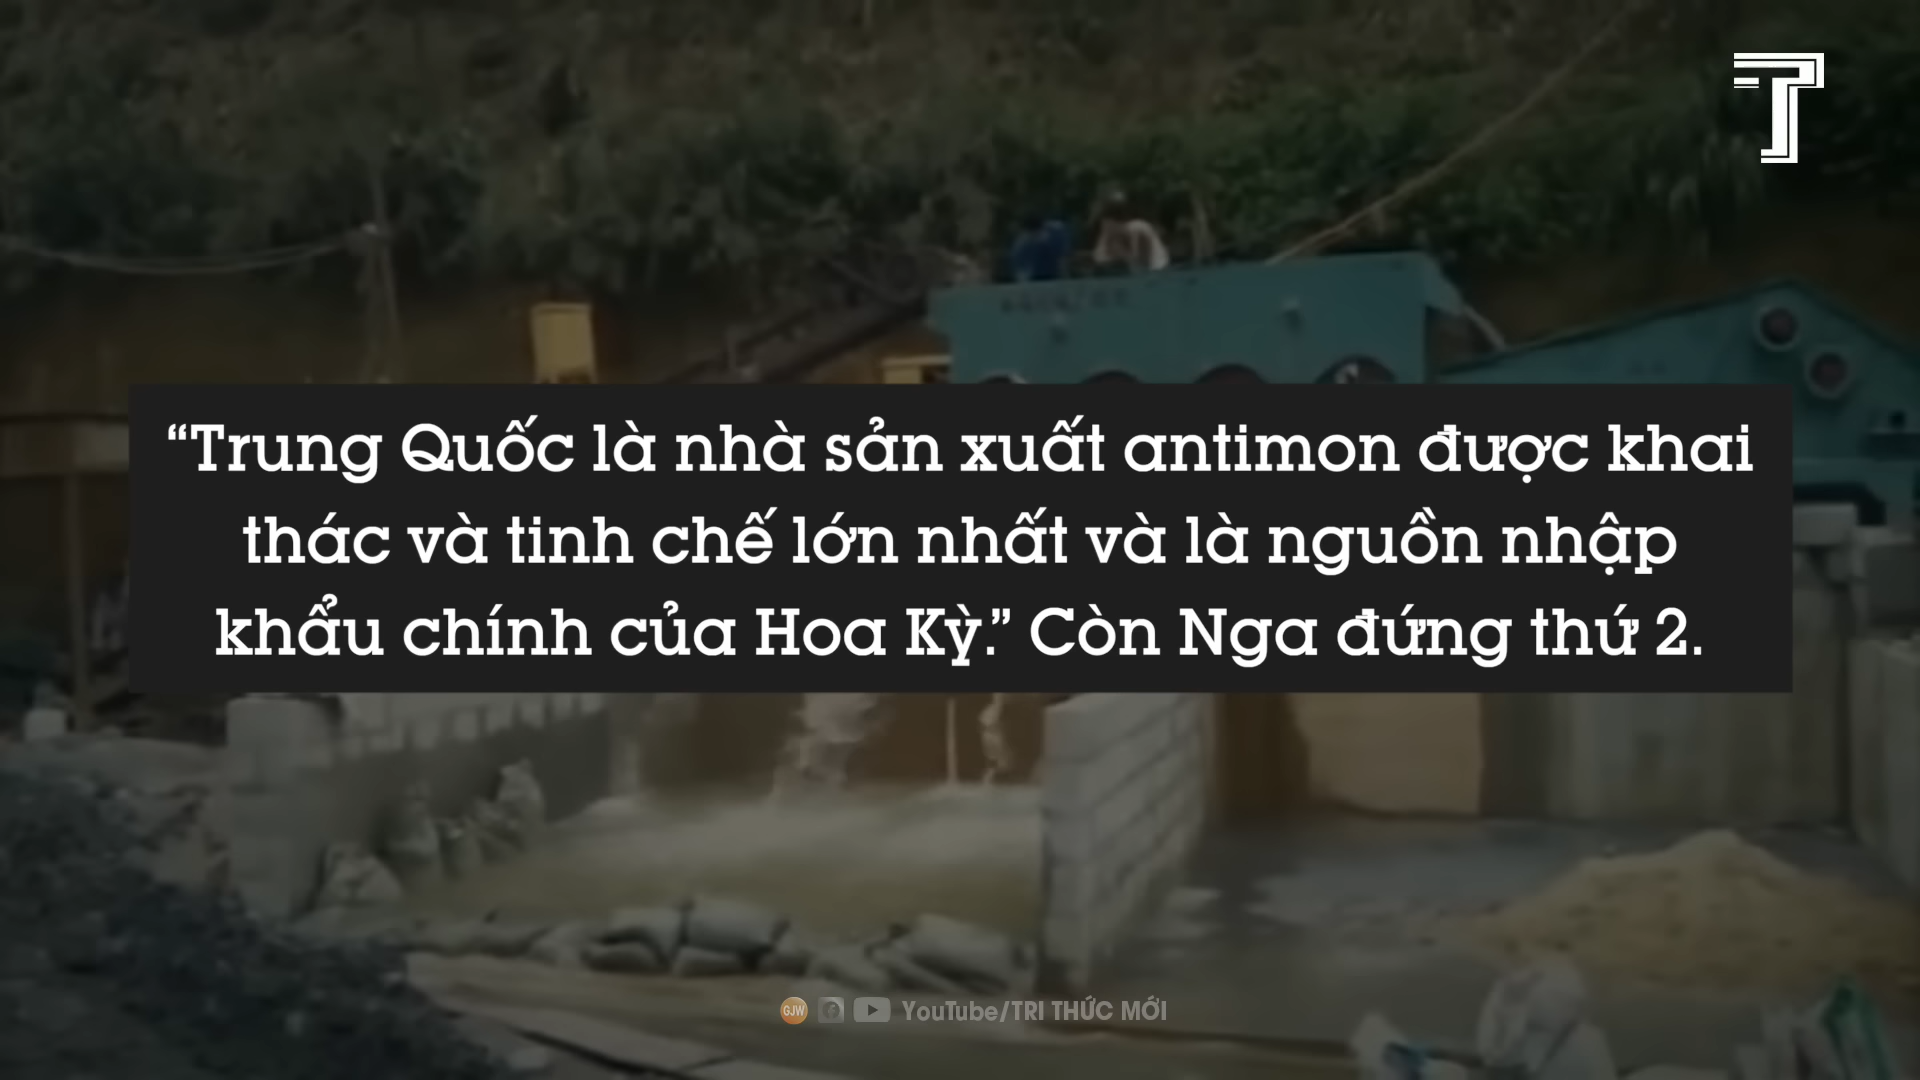 “Trung Quốc là nhà sản xuất antimon được khai
thác và tinh chế lớn nhất và là nguồn nhập
khẩu chính của Hoa Kỳ.” Còn Nga đứng thứ 2.
GJW YouTube/TRI THỨC MỚI